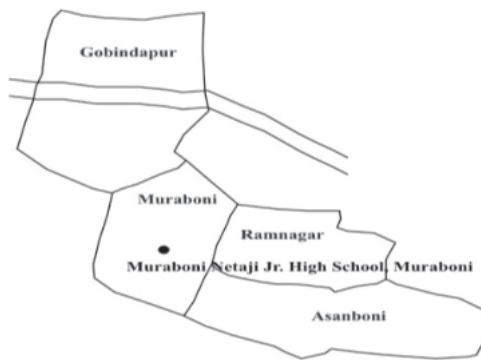 Gobindapur
Muraboni
Ramnagar
Muraboni Netaji Jr. High School, Muraboni
Asanboni